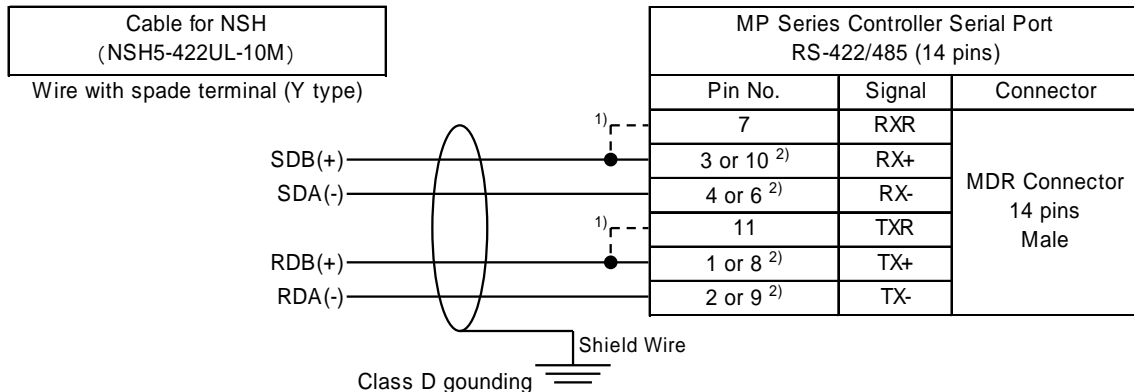 Cable for NSH
(NSH5-422UL-10M)
Wire with spade terminal (Y type)
MP Series Controller Serial Port
RS-422/485 (14 pins)
Pin No. Signal Connector
1) 7 RXR
SDB(+) 3 or 10 2) RX+
SDA(-) 4 or 6 2) RX-
MDR Connector
14 pins
Male
1) 11 TXR
RDB(+) 1 or 8 2) TX+
RDA(-) 2 or 9 2) TX-
Shield Wire
Class D gounding